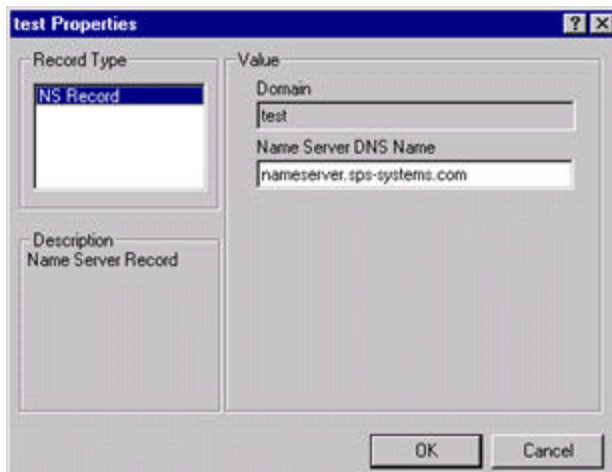 test Properties
Record Type
NS Record
Description
Name Server Record
Value
Domain
test
Name Server DNS Name
nameserver.sps-systems.com
OK
Cancel